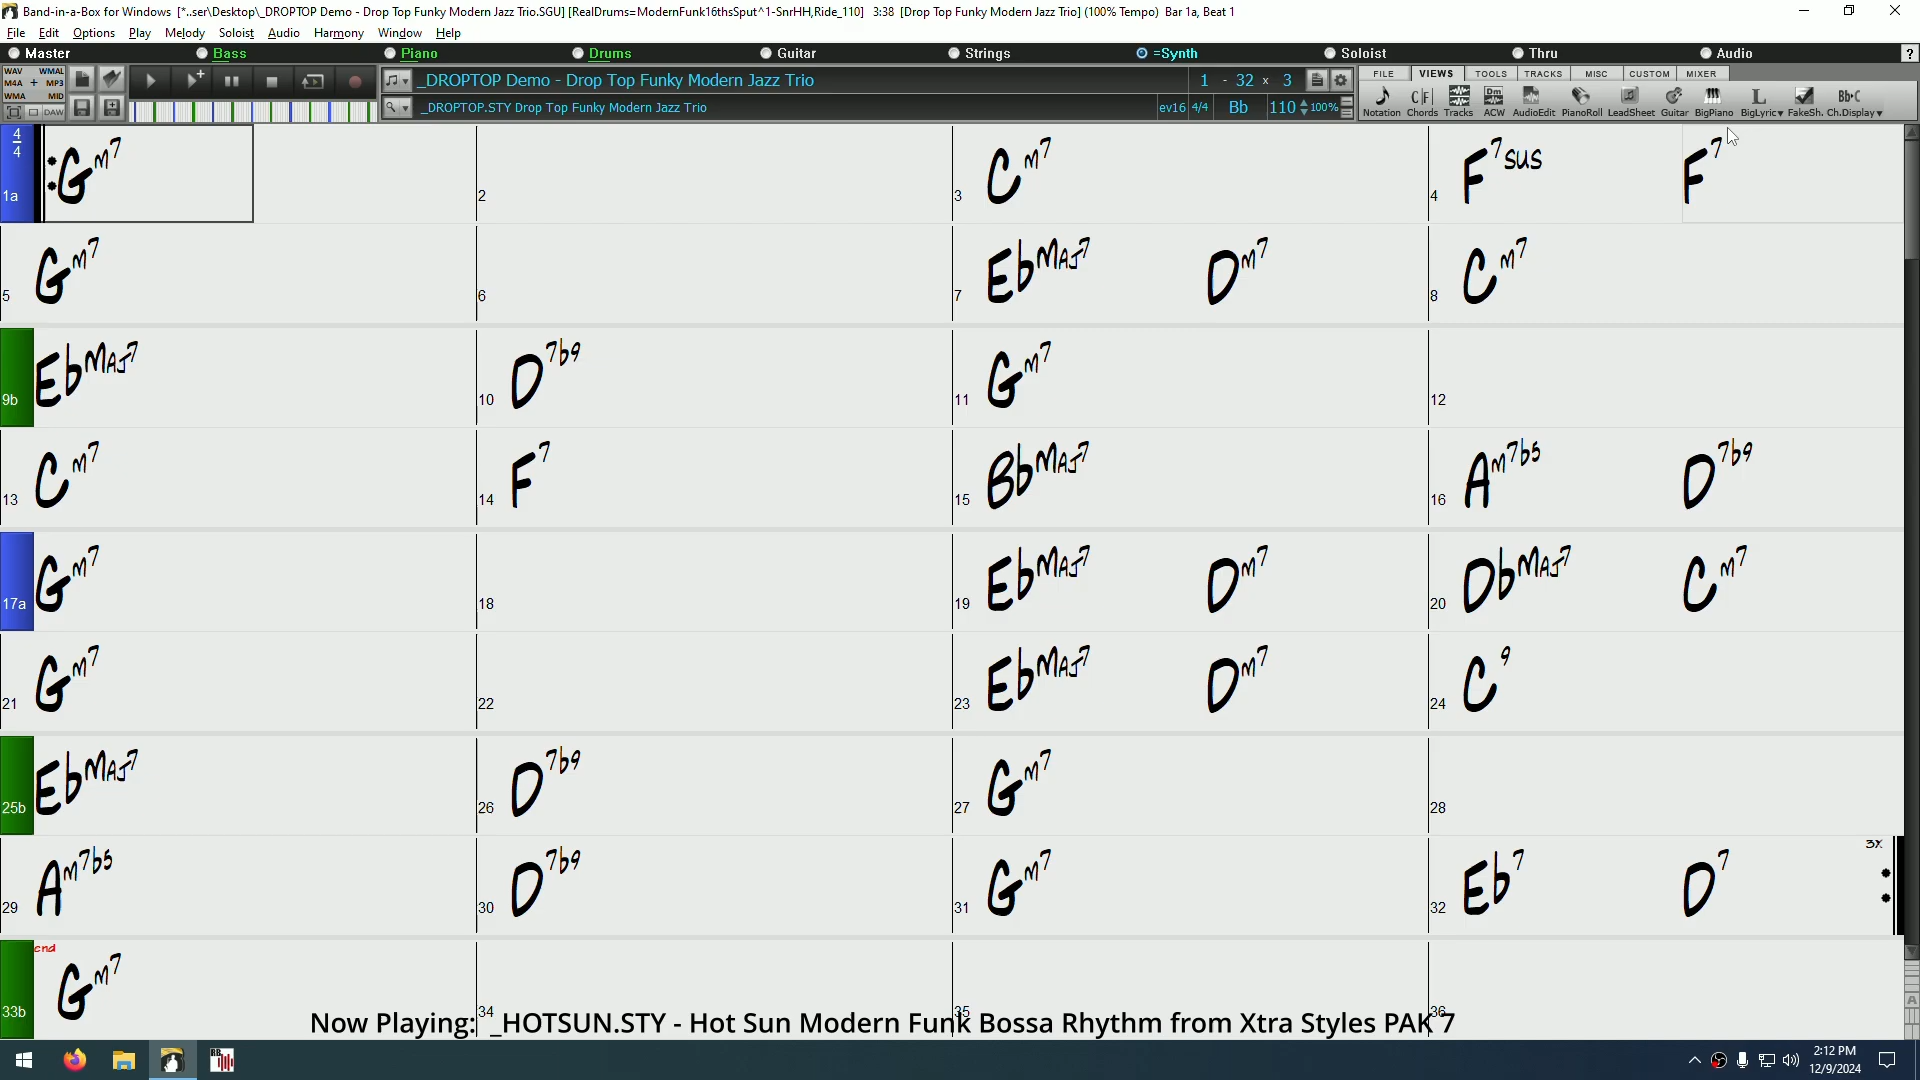 Band-in-a-Box for Windows [*..ser\Desktop\_DROPTOP Demo - Drop Top Funky Modern Jazz Trio.SGU] [RealDrums=ModernFunk16thsSput^1-SnrHH,Ride_110] 3:38 [Drop Top Funky Modern Jazz Trio] (100% Tempo) Bar 1a, Beat 1
File Edit Options Play Melody Soloist Audio Harmony Window Help
Master Bass Piano Drums Guitar Strings =Synth Soloist Thru Audio ?
WAV WMAL
M4A + MP3
WMA MID
DAW
_DROPTOP Demo - Drop Top Funky Modern Jazz Trio 1 - 32 x 3
_DROPTOP.STY Drop Top Funky Modern Jazz Trio ev16 4/4 Bb 110 100%
FILE VIEWS TOOLS TRACKS MISC CUSTOM MIXER
Notation Chords Tracks ACW AudioEdit PianoRoll LeadSheet Guitar BigPiano BigLyric FakeSh. Ch.Display
4
4
1a Gm7 2 3 Cm7 4 F7sus F7
5 Gm7 6 7 EbMAJ7 Dm7 8 Cm7
9b EbMAJ7 10 D7b9 11 Gm7 12
13 Cm7 14 F7 15 BbMAJ7 16 Am7b5 D7b9
17a Gm7 18 19 EbMAJ7 Dm7 20 DbMAJ7 Cm7
21 Gm7 22 23 EbMAJ7 Dm7 24 C9
25b EbMAJ7 26 D7b9 27 Gm7 28
29 Am7b5 30 D7b9 31 Gm7 32 Eb7 D7 3x
end
33b Gm7 34 35 36
Now Playing: _HOTSUN.STY - Hot Sun Modern Funk Bossa Rhythm from Xtra Styles PAK 7
2:12 PM
12/9/2024